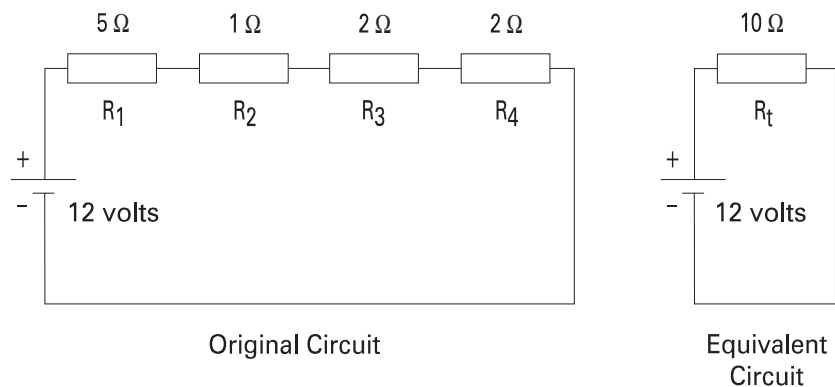 5 Ω 1 Ω 2 Ω 2 Ω 10 Ω
R1 R2 R3 R4 Rt
+ +
− 12 volts − 12 volts
Original Circuit Equivalent
Circuit